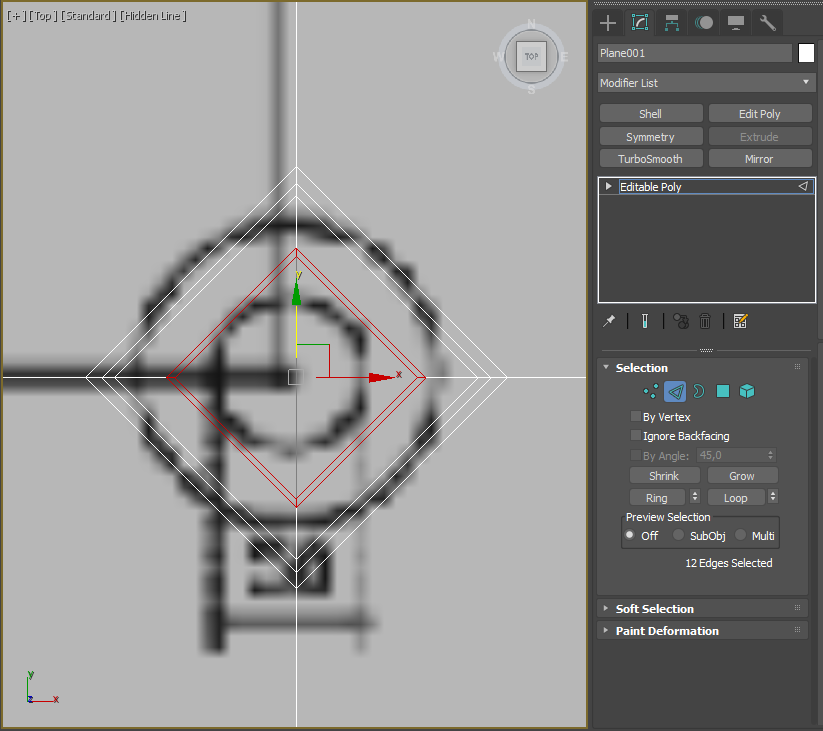 [+] [Top] [Standard] [Hidden Line]
N
W
TOP
E
S
y
x
y
z
x
Plane001
Modifier List
Shell
Edit Poly
Symmetry
Extrude
TurboSmooth
Mirror
Editable Poly
Selection
By Vertex
Ignore Backfacing
By Angle:
45,0
Shrink
Grow
Ring
Loop
Preview Selection
Off
SubObj
Multi
12 Edges Selected
Soft Selection
Paint Deformation